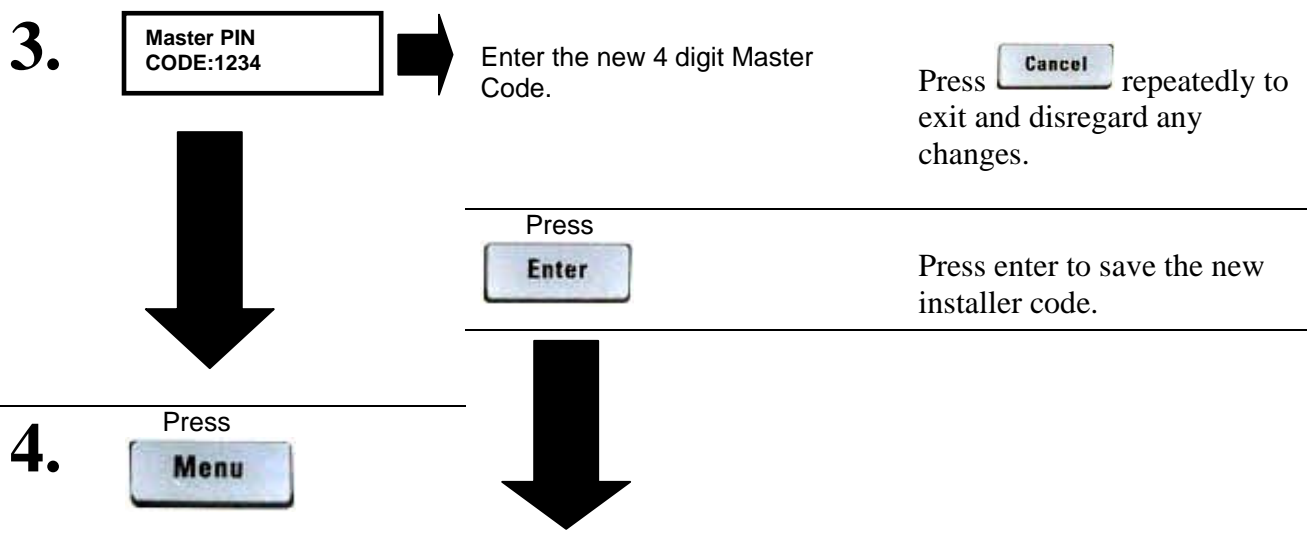 3.
Master PIN
CODE:1234
Enter the new 4 digit Master
Code.
Press Cancel repeatedly to
exit and disregard any
changes.
Press
Enter
Press enter to save the new
installer code.
4.
Press
Menu